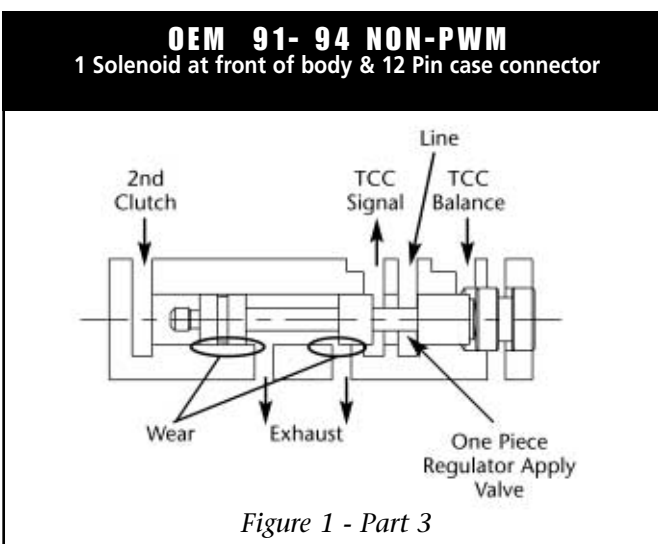 OEM 91- 94 NON-PWM
1 Solenoid at front of body & 12 Pin case connector
Line
2nd
Clutch
TCC
Signal
TCC
Balance
Wear
Exhaust
One Piece
Regulator Apply
Valve
Figure 1 - Part 3